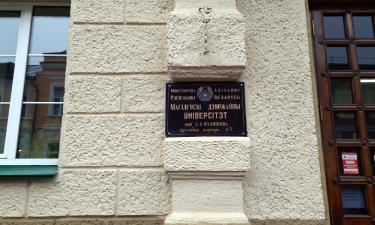 Міністэрства адукацыі
Рэспублікі Беларусь
Магілёўскі дзяржаўны
УНІВЕРСІТЭТ
імя А.А. Куляшова